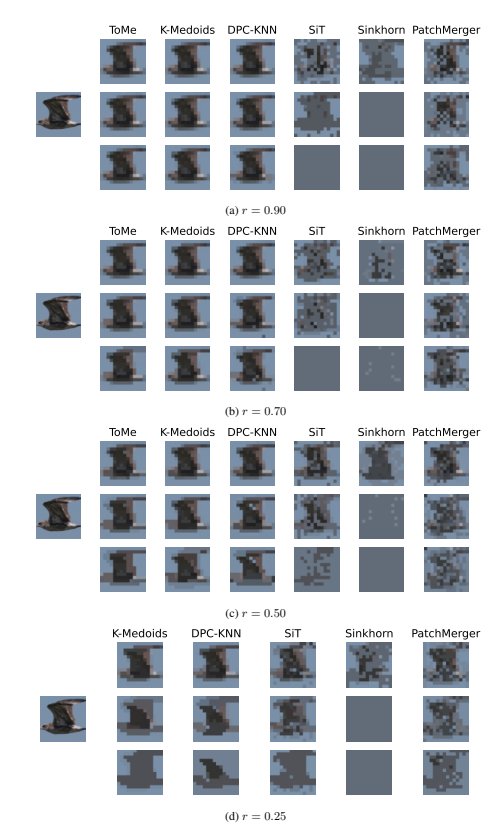 ToMe K-Medoids DPC-KNN SiT Sinkhorn PatchMerger
(a) r = 0.90
ToMe K-Medoids DPC-KNN SiT Sinkhorn PatchMerger
(b) r = 0.70
ToMe K-Medoids DPC-KNN SiT Sinkhorn PatchMerger
(c) r = 0.50
K-Medoids DPC-KNN SiT Sinkhorn PatchMerger
(d) r = 0.25